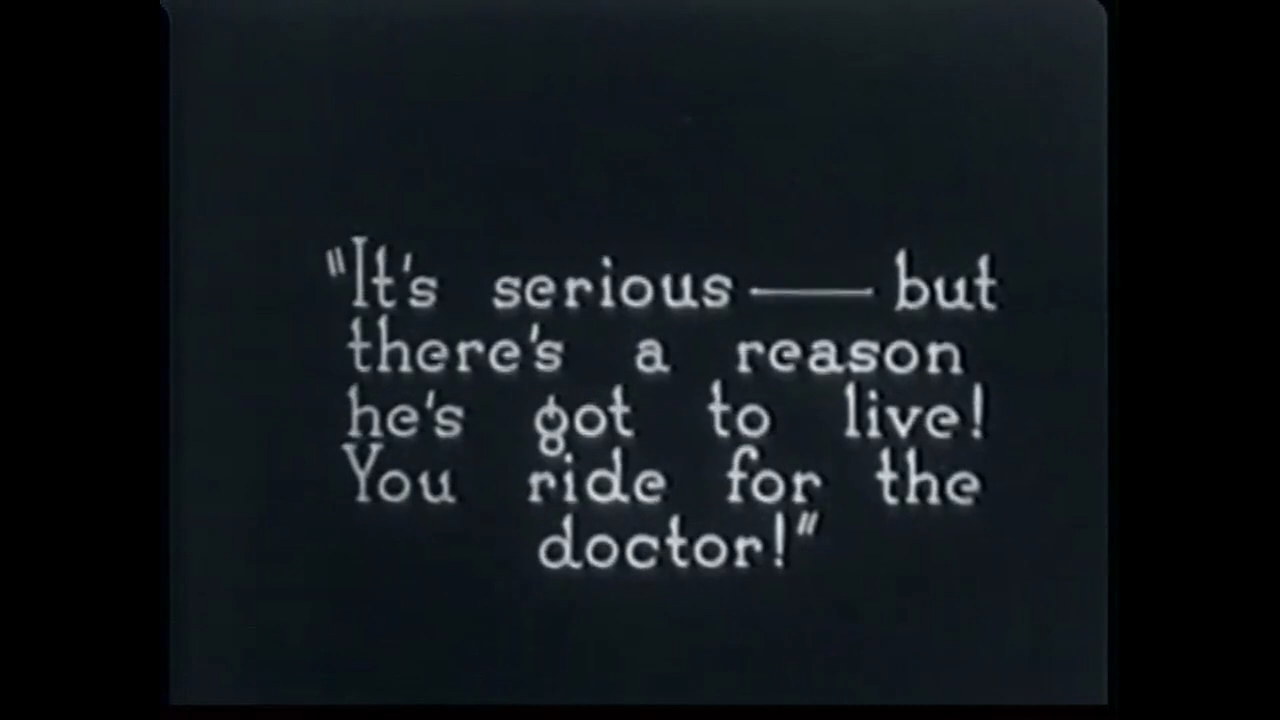 "It's serious — but
there's a reason
he's got to live!
You ride for the
doctor!"